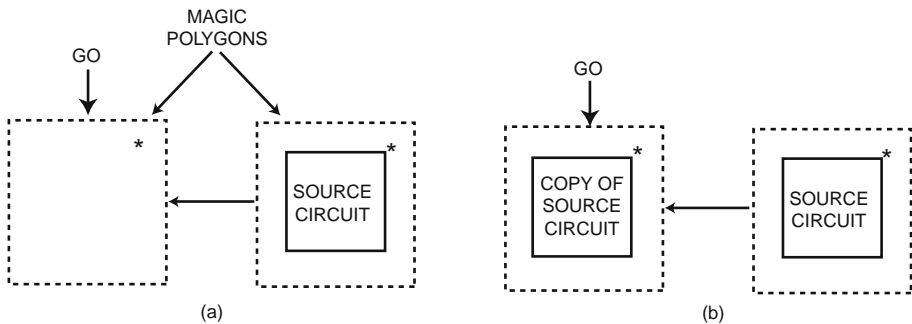 MAGIC
POLYGONS
GO
*
*
SOURCE
CIRCUIT
(a)
GO
*
COPY OF
SOURCE
CIRCUIT
*
SOURCE
CIRCUIT
(b)